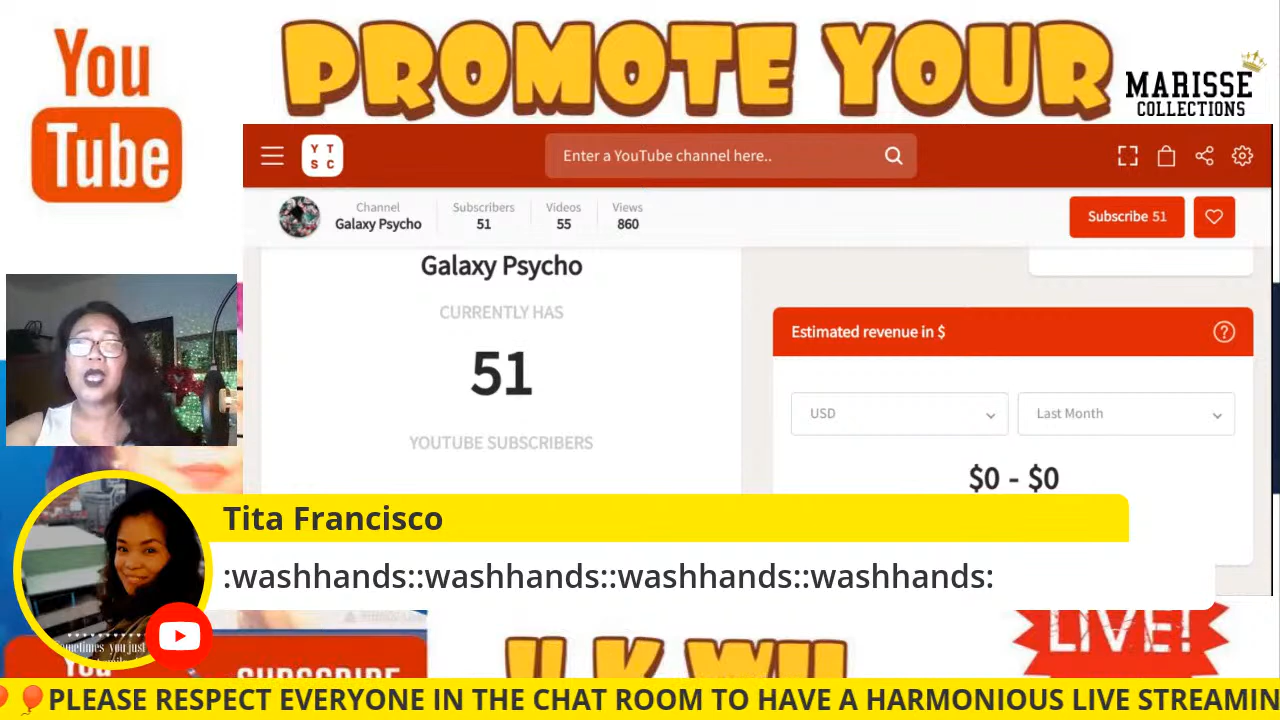 You
Tube
PROMOTE YOUR
MARISSE
COLLECTIONS
Y T
S C
Enter a YouTube channel here..
Channel
Galaxy Psycho
Subscribers
51
Videos
55
Views
860
Subscribe 51
Galaxy Psycho
CURRENTLY HAS
51
YOUTUBE SUBSCRIBERS
Estimated revenue in $
USD
Last Month
$0 - $0
Tita Francisco
:washhands::washhands::washhands::washhands:
You
SUBSCRIBE
LIVE!
PLEASE RESPECT EVERYONE IN THE CHAT ROOM TO HAVE A HARMONIOUS LIVE STREAMIN